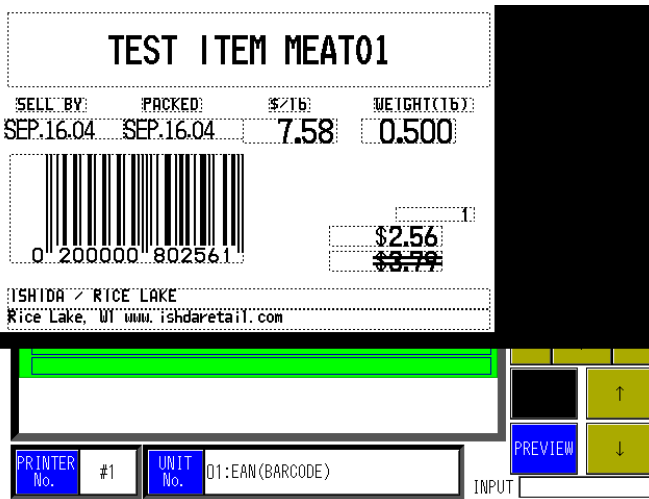 TEST ITEM MEAT01
SELL BY PACKED $/lb WEIGHT(lb)
SEP.16.04 SEP.16.04 7.58 0.500
1
$2.56
$3.79
0 200000 802561
ISHIDA / RICE LAKE
Rice Lake, WI www.ishdaretail.com
↑
PREVIEW ↓
PRINTER No. #1 UNIT No. 01:EAN(BARCODE)
INPUT